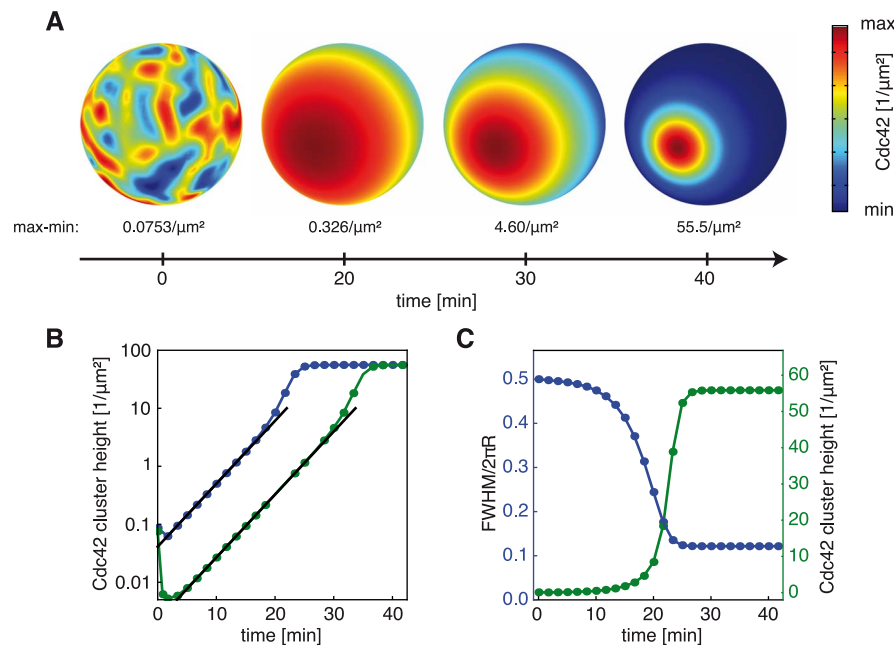 A
max
min
Cdc42 [1/μm²]
max-min: 0.0753/μm² 0.326/μm² 4.60/μm² 55.5/μm²
0 20 30 40
time [min]
B
100
10
1
0.1
0.01
Cdc42 cluster height [1/μm²]
0 10 20 30 40
time [min]
C
0.5
0.4
0.3
0.2
0.1
0.0
FWHM/2πR
60
50
40
30
20
10
0
Cdc42 cluster height [1/μm²]
0 10 20 30 40
time [min]